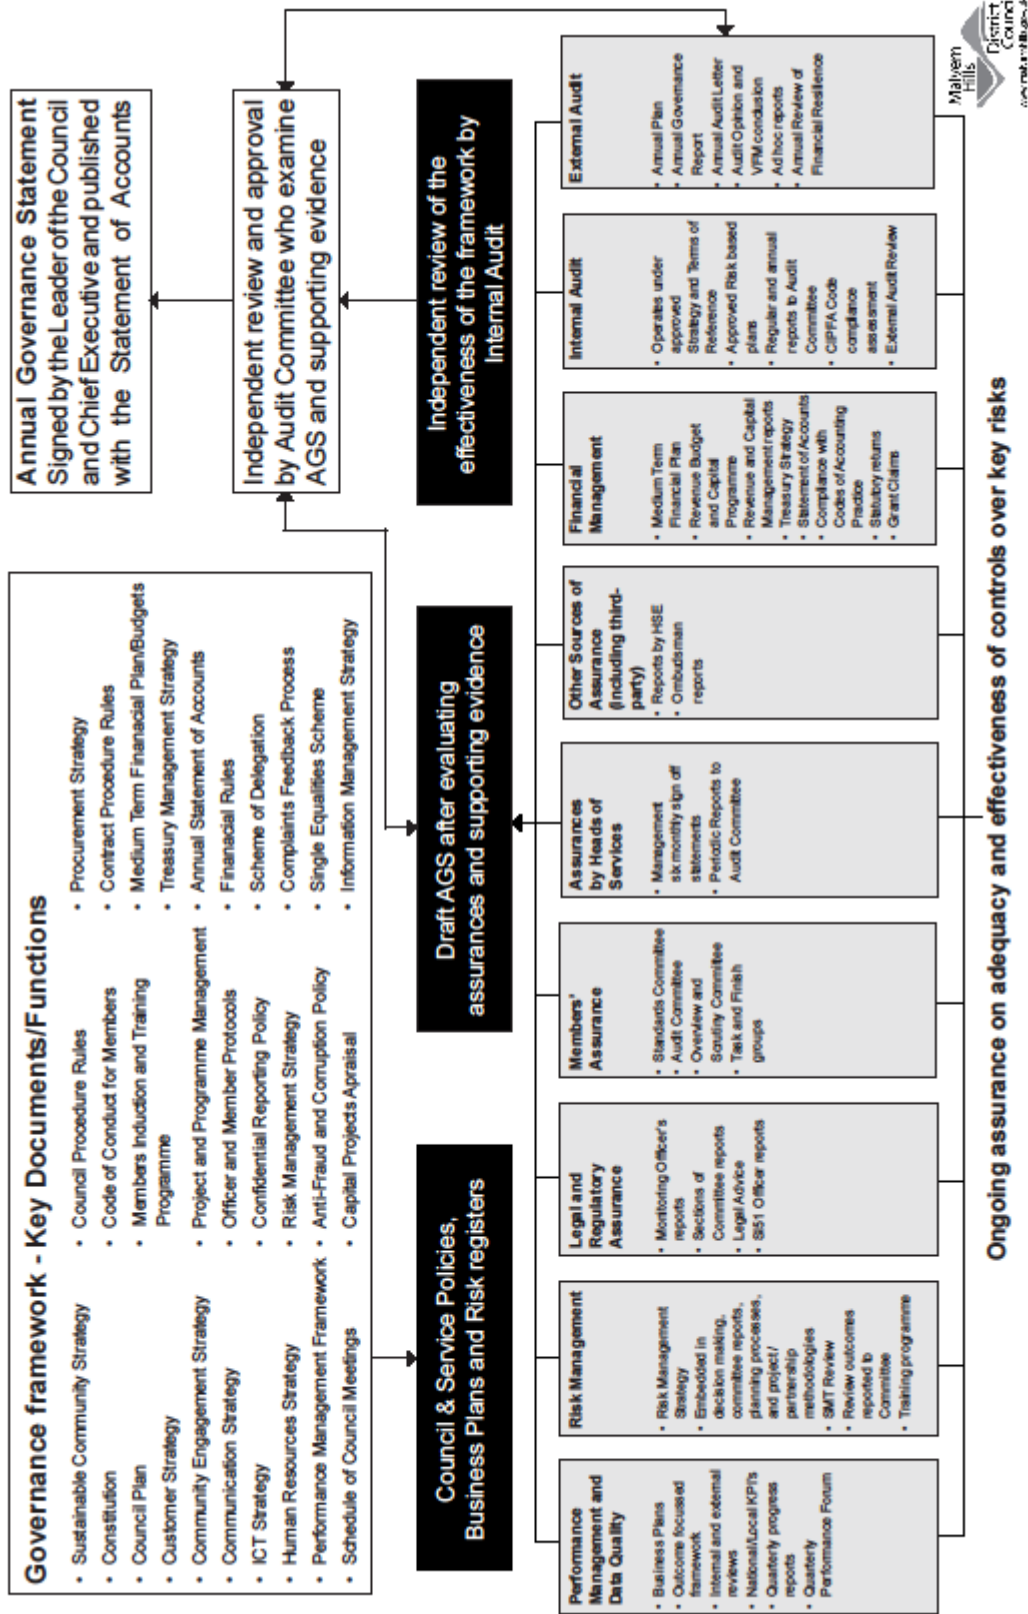 Governance framework - Key Documents/Functions
• Sustainable Community Strategy
• Constitution
• Council Plan
• Customer Strategy
• Community Engagement Strategy
• Communication Strategy
• ICT Strategy
• Human Resources Strategy
• Performance Management Framework
• Schedule of Council Meetings
• Council Procedure Rules
• Code of Conduct for Members
• Members Induction and Training
Programme
• Project and Programme Management
• Officer and Member Protocols
• Confidential Reporting Policy
• Risk Management Strategy
• Anti-Fraud and Corruption Policy
• Capital Projects Apraisal
• Procurement Strategy
• Contract Procedure Rules
• Medium Term Finanacial Plan/Budgets
• Treasury Management Strategy
• Annual Statement of Accounts
• Finanacial Rules
• Scheme of Delegation
• Complaints Feedback Process
• Single Equalities Scheme
• Information Management Strategy
Annual Governance Statement
Signed by the Leader of the Council
and Chief Executive and published
with the Statement of Accounts
Independent review and approval
by Audit Committee who examine
AGS and supporting evidence
Council & Service Policies,
Business Plans and Risk registers
Draft AGS after evaluating
assurances and supporting evidence
Independent review of the
effectiveness of the framework by
Internal Audit
Performance
Management and
Data Quality
• Business Plans
• Outcome focussed
framework
• Internal and external
reviews
• National/Local KPI's
• Quarterly progress
reports
• Quarterly
Performance Forum
Risk Management
• Risk Management
Strategy
• Embedded in
decision making,
committee reports,
planning processes,
and project/
partnership
methodologies
• SMT Review
• Review outcomes
reported to
Committee
• Training programme
Legal and
Regulatory
Assurance
• Monitoring Officer's
reports
• Sections of
Committee reports
• Legal Advice
• SI51 Officer reports
Members'
Assurance
• Standards Committee
• Audit Committee
• Overview and
Scrutiny Committee
• Task and Finish
groups
Assurances
by Heads of
Services
• Management
six monthly sign off
statements
• Periodic Reports to
Audit Committee
Other Sources of
Assurance
(including third-
party)
• Reports by HSE
• Ombudsman
reports
Financial
Management
• Medium Term
Financial Plan
• Revenue Budget
and Capital
Programme
• Revenue and Capital
Management reports
• Treasury Strategy
• Statement of Accounts
• Compliance with
Codes of Accounting
Practice
• Statutory returns
• Grant Claims
Internal Audit
• Operates under
approved
Strategy and Terms of
Reference
• Approved Risk based
plans
• Regular and annual
reports to Audit
Committee
• CIPFA Code
compliance
assessment
• External Audit Review
External Audit
• Annual Plan
• Annual Governance
Report
• Annual Audit Letter
• Audit Opinion and
VFM conclusion
• Ad hoc reports
• Annual Review of
Financial Resilience
Ongoing assurance on adequacy and effectiveness of controls over key risks
Malvern
Hills
District
Council